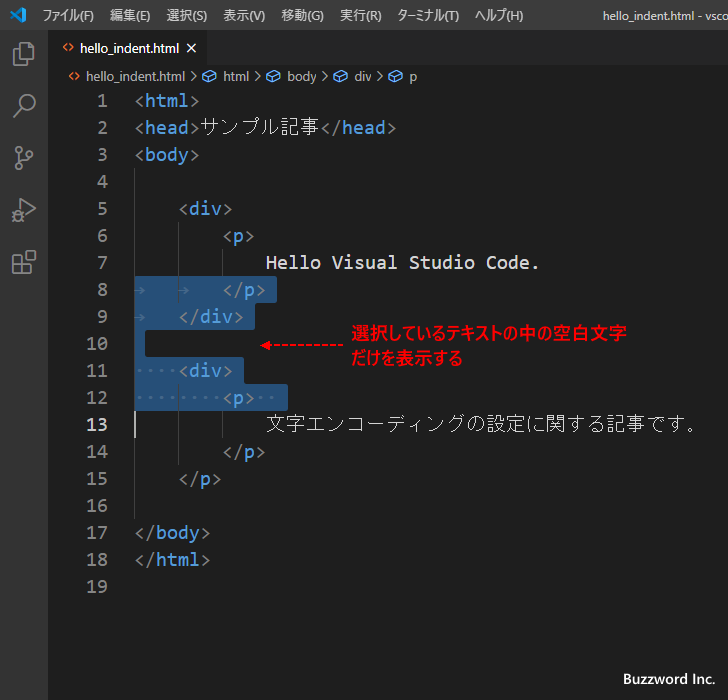 ファイル(F) 編集(E) 選択(S) 表示(V) 移動(G) 実行(R) ターミナル(T) ヘルプ(H) hello_indent.html - vsco
hello_indent.html ×
hello_indent.html > html > body > div > p
1 <html>
2 <head>サンプル記事</head>
3 <body>
4
5 <div>
6 <p>
7 Hello Visual Studio Code.
8 → → </p>
9 → </div>
10
選択しているテキストの中の空白文字
だけを表示する
11 ····<div>
12 ········<p>··
13 文字エンコーディングの設定に関する記事です。
14 </p>
15 </p>
16
17 </body>
18 </html>
19
Buzzword Inc.